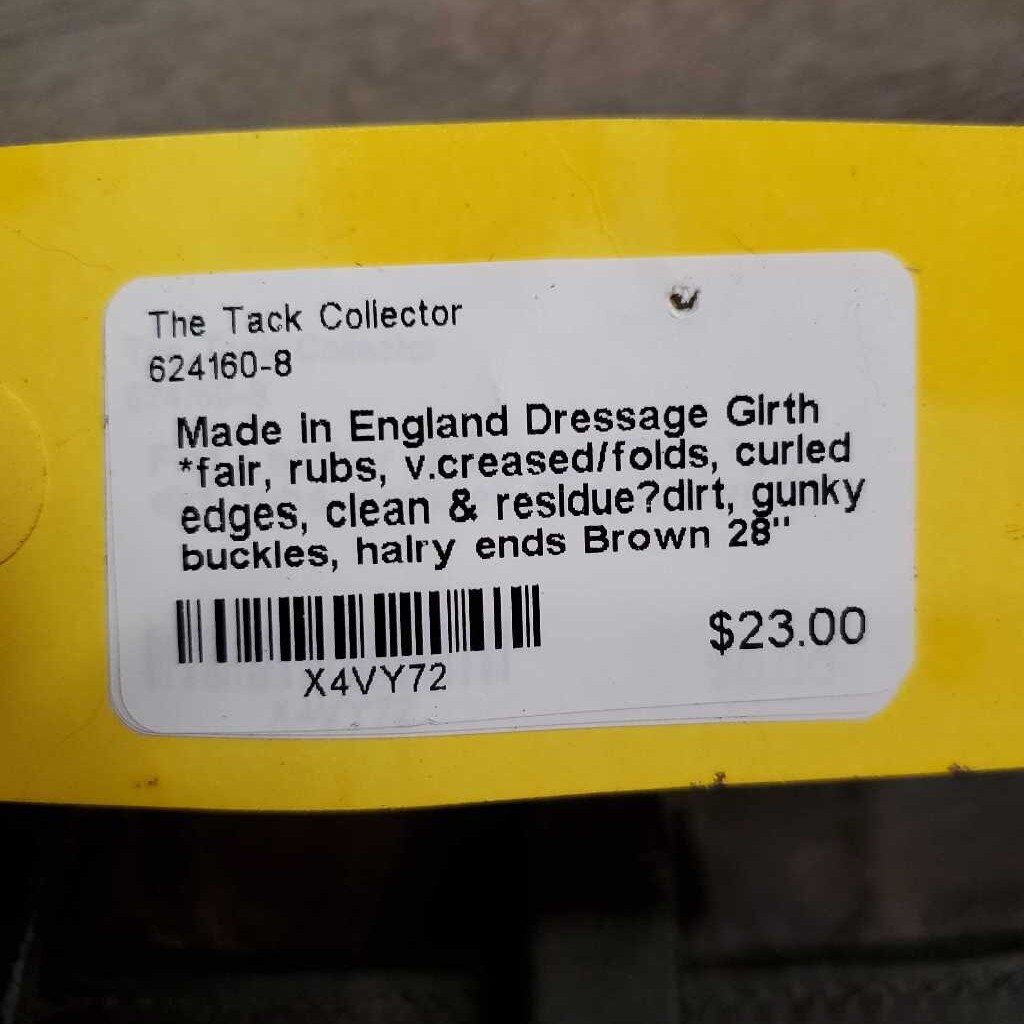 The Tack Collector
624160-8
Made in England Dressage Girth
*fair, rubs, v.creased/folds, curled
edges, clean & residue?dirt, gunky
buckles, hairy ends Brown 28"
$23.00
X4VY72